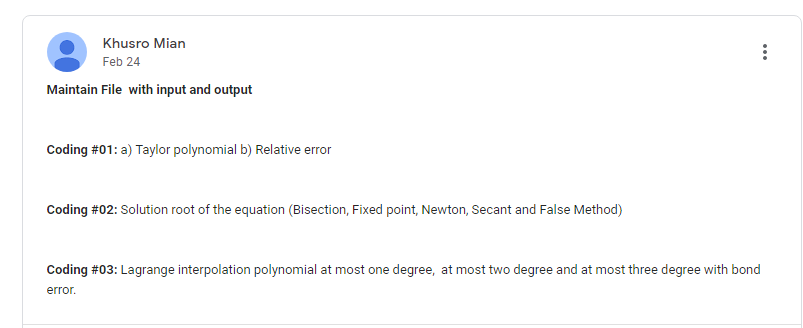 Khusro Mian
Feb 24
Maintain File with input and output
Coding #01: a) Taylor polynomial b) Relative error
Coding #02: Solution root of the equation (Bisection, Fixed point, Newton, Secant and False Method)
Coding #03: Lagrange interpolation polynomial at most one degree, at most two degree and at most three degree with bond
error.